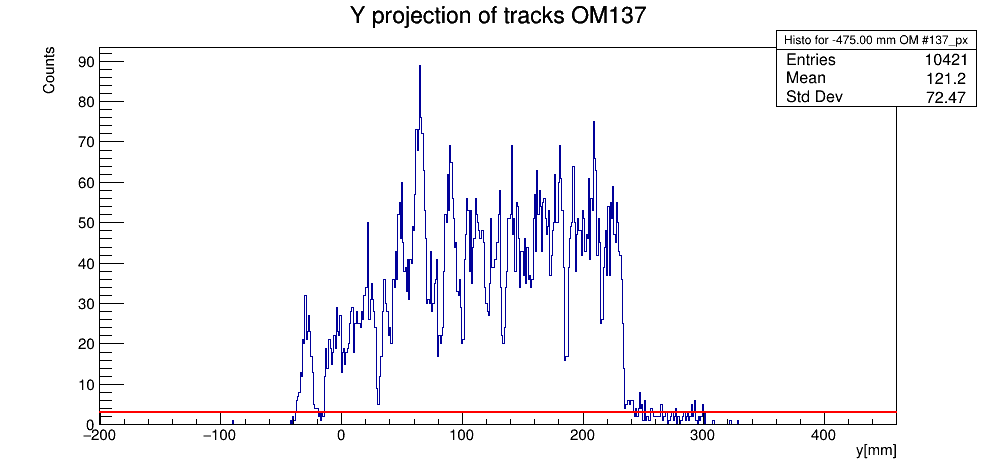 Y projection of tracks OM137
Histo for -475.00 mm OM #137_px
Entries 10421
Mean 121.2
Std Dev 72.47
Counts
90
80
70
60
50
40
30
20
10
0
−200 −100 0 100 200 300 400
y[mm]